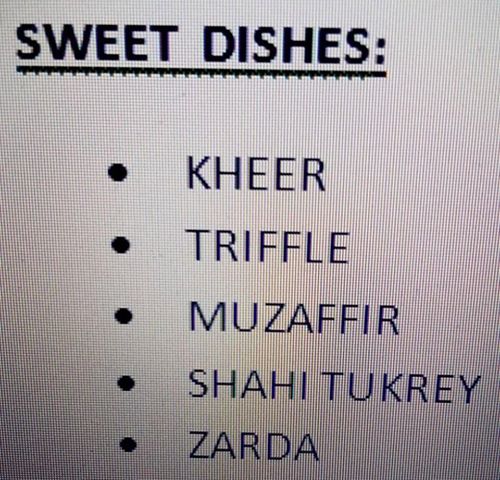 SWEET DISHES:
• KHEER
• TRIFFLE
• MUZAFFIR
• SHAHI TUKREY
• ZARDA